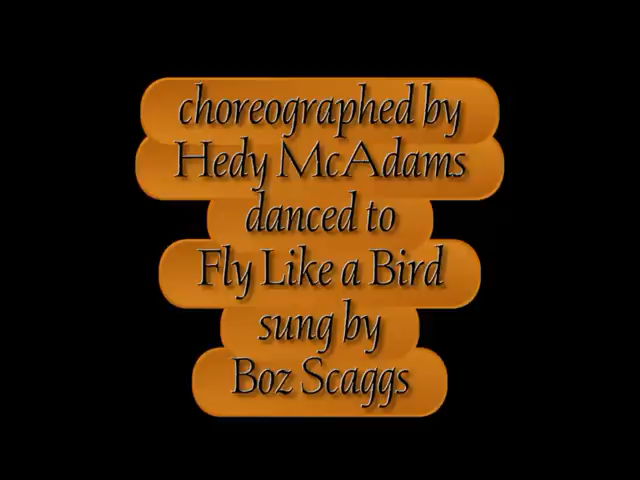 choreographed by
Hedy McAdams
danced to
Fly Like a Bird
sung by
Boz Scaggs